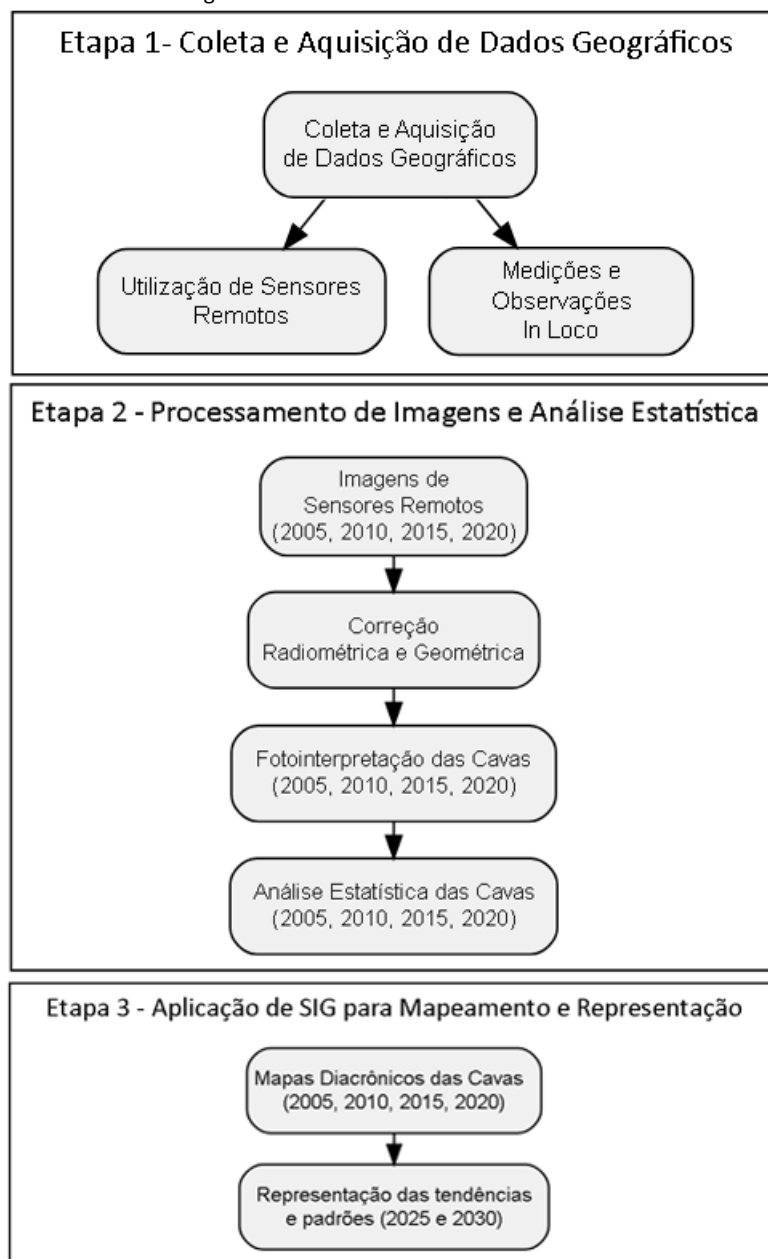 Etapa 1- Coleta e Aquisição de Dados Geográficos
Coleta e Aquisição
de Dados Geográficos
Utilização de Sensores
Remotos
Medições e
Observações
In Loco
Etapa 2 - Processamento de Imagens e Análise Estatística
Imagens de
Sensores Remotos
(2005, 2010, 2015, 2020)
Correção
Radiométrica e Geométrica
Fotointerpretação das Cavas
(2005, 2010, 2015, 2020)
Análise Estatística das Cavas
(2005, 2010, 2015, 2020)
Etapa 3 - Aplicação de SIG para Mapeamento e Representação
Mapas Diacrônicos das Cavas
(2005, 2010, 2015, 2020)
Representação das tendências
e padrões (2025 e 2030)